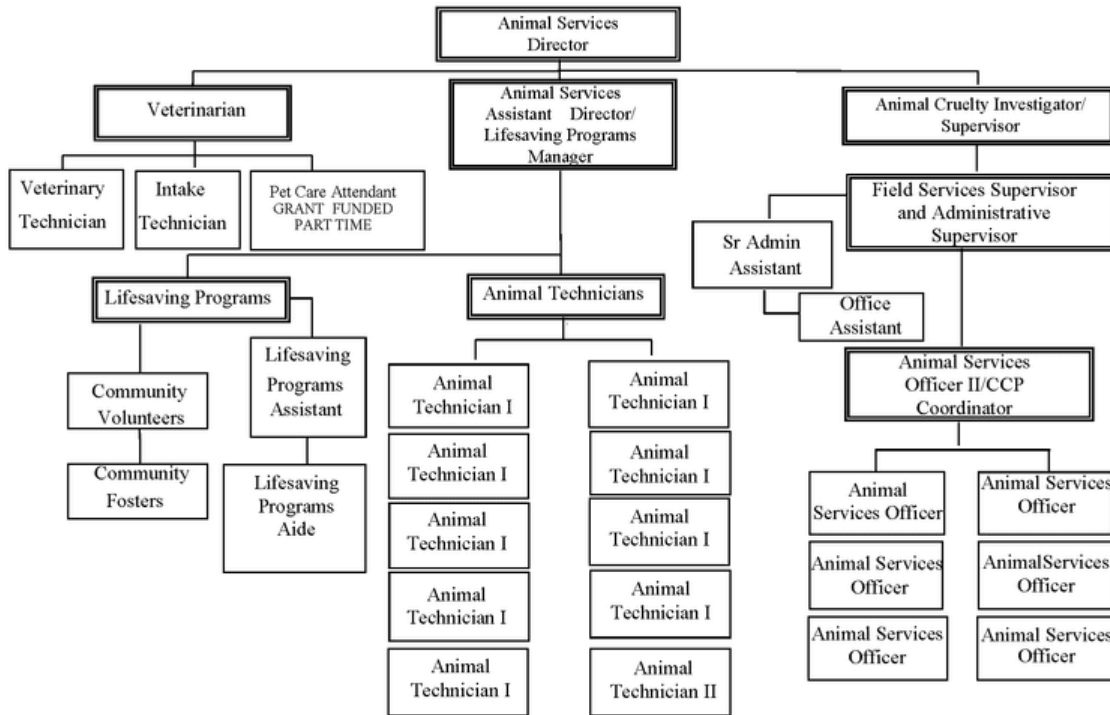 Animal Services
Director
Veterinarian
Animal Services
Assistant Director/
Lifesaving Programs
Manager
Animal Cruelty Investigator/
Supervisor
Veterinary
Technician
Intake
Technician
Pet Care Attendant
GRANT FUNDED
PART TIME
Field Services Supervisor
and Administrative
Supervisor
Sr Admin
Assistant
Office
Assistant
Lifesaving Programs
Animal Technicians
Animal Services
Officer II/CCP
Coordinator
Community
Volunteers
Community
Fosters
Lifesaving
Programs
Assistant
Lifesaving
Programs
Aide
Animal
Technician I
Animal
Technician I
Animal
Technician I
Animal
Technician I
Animal
Technician I
Animal
Technician I
Animal
Technician I
Animal
Technician I
Animal
Technician I
Animal
Technician II
Animal
Services Officer
Animal Services
Officer
Animal Services
Officer
AnimalServices
Officer
Animal Services
Officer
Animal Services
Officer